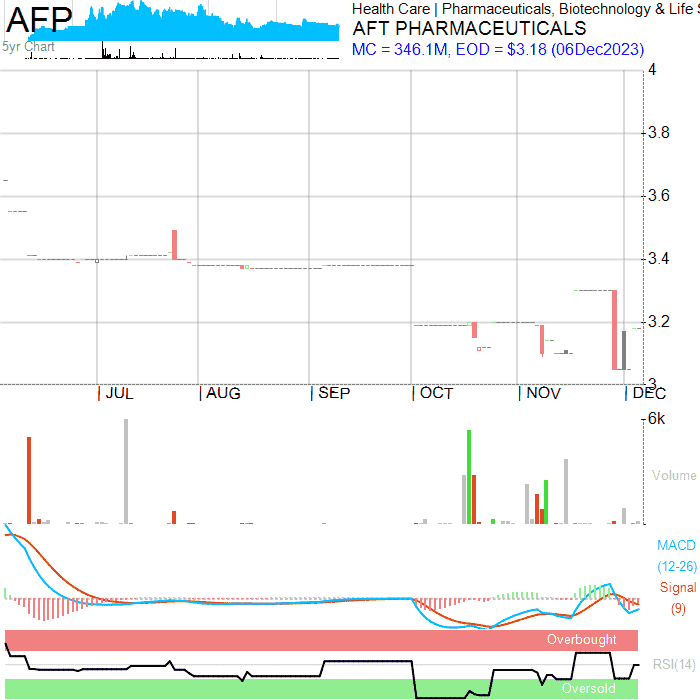 AFP
Health Care | Pharmaceuticals, Biotechnology & Life S
AFT PHARMACEUTICALS
MC = 346.1M, EOD = $3.18 (06Dec2023)
5yr Chart
4
3.8
3.6
3.4
3.2
3
| JUL
| AUG
| SEP
| OCT
| NOV
| DEC
6k
Volume
MACD
(12-26)
Signal
(9)
Overbought
RSI(14)
Oversold